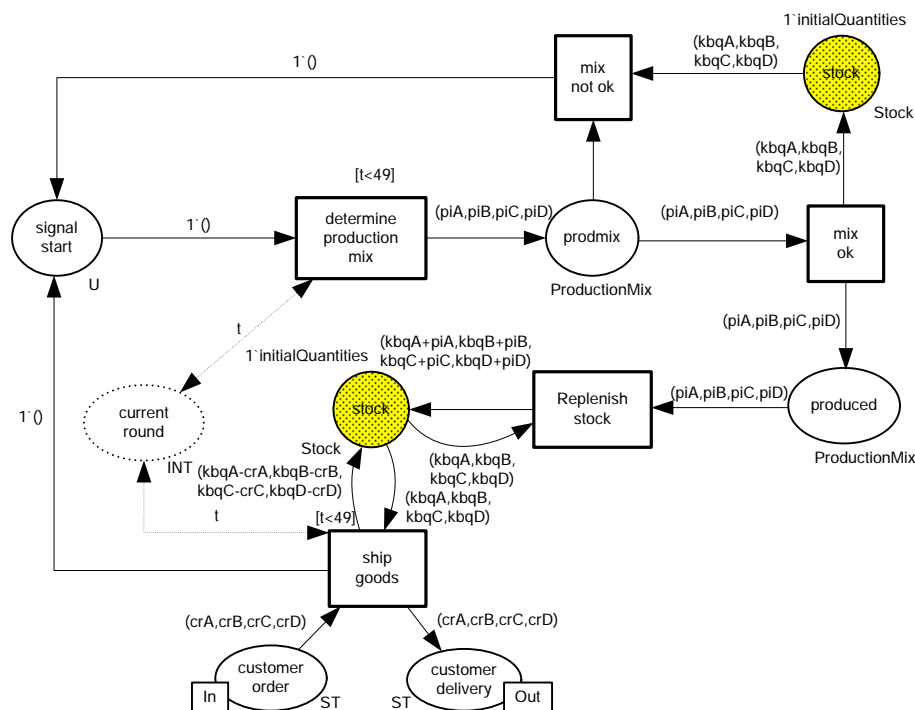 1`initialQuantities
(kbqA,kbqB,
kbqC,kbqD)
mix
not ok
stock
Stock
1`()
(kbqA,kbqB,
kbqC,kbqD)
[t<49]
signal
start
U
1`()
determine
production
mix
(piA,piB,piC,piD)
prodmix
ProductionMix
(piA,piB,piC,piD)
mix
ok
(piA,piB,piC,piD)
t
1`initialQuantities
(kbqA+piA,kbqB+piB,
kbqC+piC,kbqD+piD)
stock
Stock
Replenish
stock
(piA,piB,piC,piD)
produced
ProductionMix
1`()
current
round
INT
(kbqA-crA,kbqB-crB,
kbqC-crC,kbqD-crD)
(kbqA,kbqB,
kbqC,kbqD)
(kbqA,kbqB,
kbqC,kbqD)
t
[t<49]
ship
goods
(crA,crB,crC,crD)
(crA,crB,crC,crD)
customer
order
In
ST
customer
delivery
ST
Out